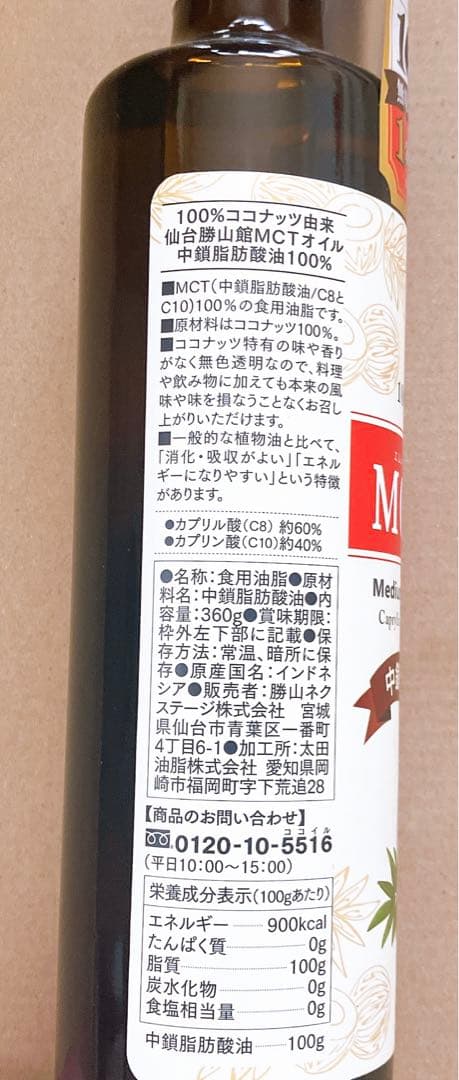 100%ココナッツ由来
仙台勝山館MCTオイル
中鎖脂肪酸油100%
■MCT(中鎖脂肪酸油/C8と
C10)100%の食用油脂です。
■原材料はココナッツ100%。
■ココナッツ特有の味や香り
がなく無色透明なので、料理
や飲み物に加えても本来の風
味や味を損なうことなくお召し
上がりいただけます。
■一般的な植物油と比べて、
「消化・吸収がよい」「エネル
ギーになりやすい」という特徴
があります。
●カプリル酸(C8) 約60%
●カプリン酸(C10)約40%
●名称:食用油脂●原材
料名:中鎖脂肪酸油●内
容量:360g●賞味期限:
枠外左下部に記載●保
存方法:常温、暗所に保
存●原産国名:インドネ
シア●販売者:勝山ネク
ステージ株式会社 宮城
県仙台市青葉区一番町
4丁目6-1●加工所:太田
油脂株式会社 愛知県岡
崎市福岡町字下荒追28
【商品のお問い合わせ】
ココイル
0120-10-5516
(平日10:00〜15:00)
栄養成分表示(100gあたり)
エネルギー 900kcal
たんぱく質 0g
脂質 100g
炭水化物 0g
食塩相当量 0g
中鎖脂肪酸油 100g
M
中